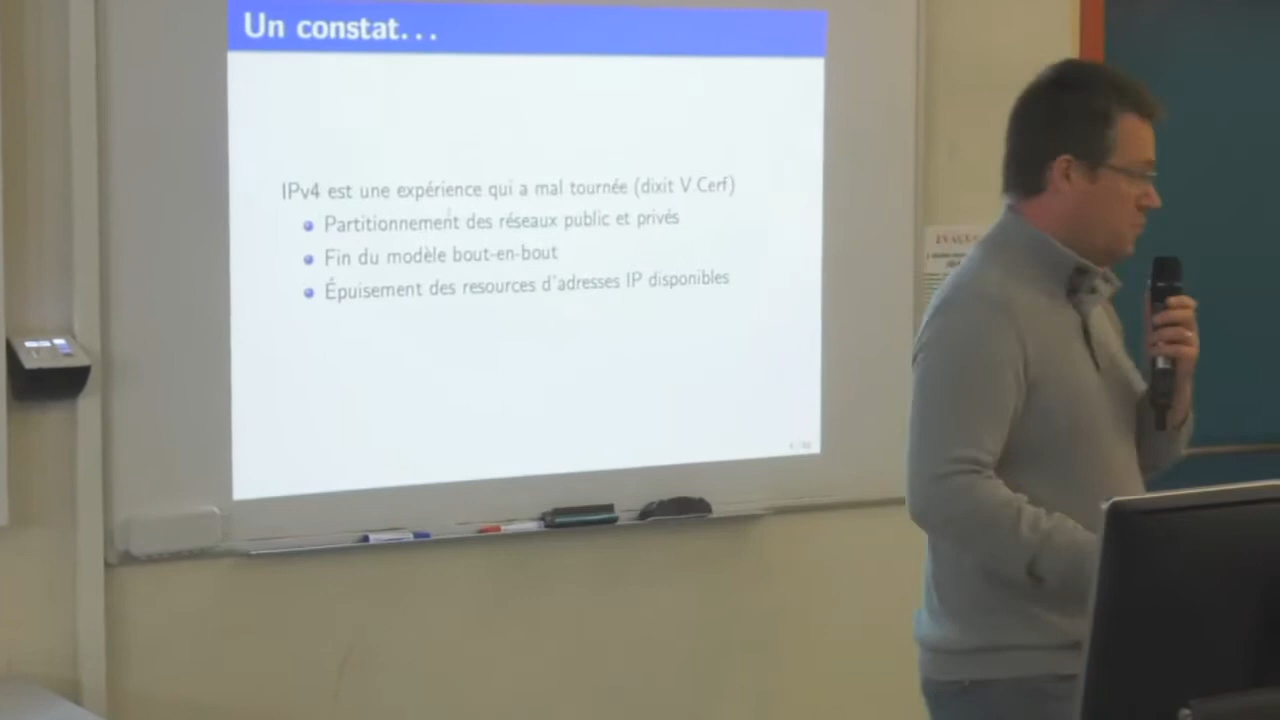 Un constat...
IPv4 est une expérience qui a mal tournée (dixit V.Cerf)
Partitionnement des réseaux public et privés
Fin du modèle bout-en-bout
Épuisement des resources d'adresses IP disponibles